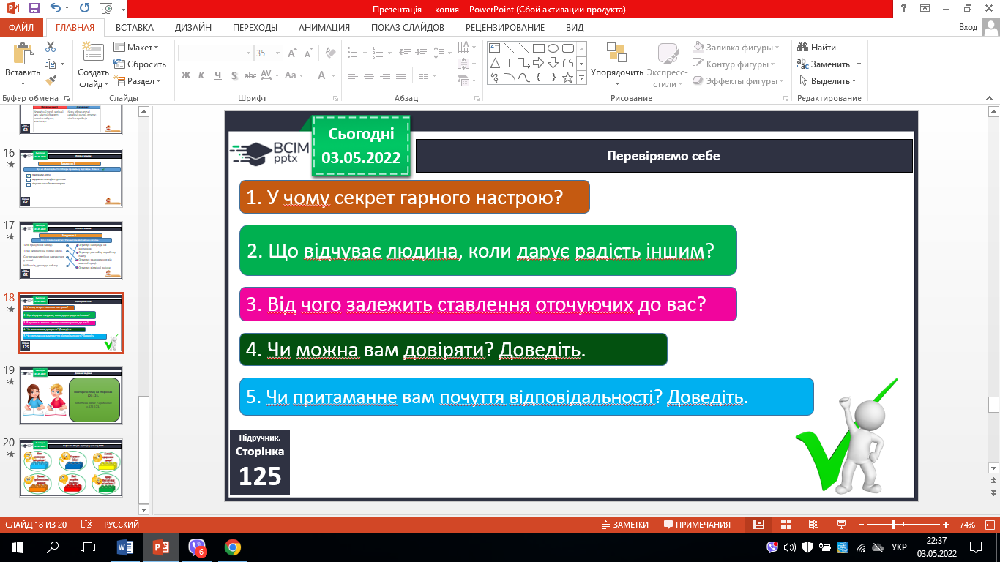 Презентація — копия - PowerPoint (Сбой активации продукта)
ФАЙЛ ГЛАВНАЯ ВСТАВКА ДИЗАЙН ПЕРЕХОДЫ АНИМАЦИЯ ПОКАЗ СЛАЙДОВ РЕЦЕНЗИРОВАНИЕ ВИД Вход
Вставить
Буфер обмена
Создать слайд
Макет
Сбросить
Раздел
Слайды
35
Ж К Ч S abc AV Aa A
Шрифт
Абзац
Упорядочить
Экспресс-стили
Заливка фигуры
Контур фигуры
Эффекты фигуры
Рисование
Найти
Заменить
Выделить
Редактирование
16
17
18
19
20
Сьогодні
03.05.2022
BCIM
pptx
Перевіряємо себе
1. У чому секрет гарного настрою?
2. Що відчуває людина, коли дарує радість іншим?
3. Від чого залежить ставлення оточуючих до вас?
4. Чи можна вам довіряти? Доведіть.
5. Чи притаманне вам почуття відповідальності? Доведіть.
Підручник.
Сторінка
125
СЛАЙД 18 ИЗ 20 РУССКИЙ ЗАМЕТКИ ПРИМЕЧАНИЯ 74%
6
УКР
22:37
03.05.2022